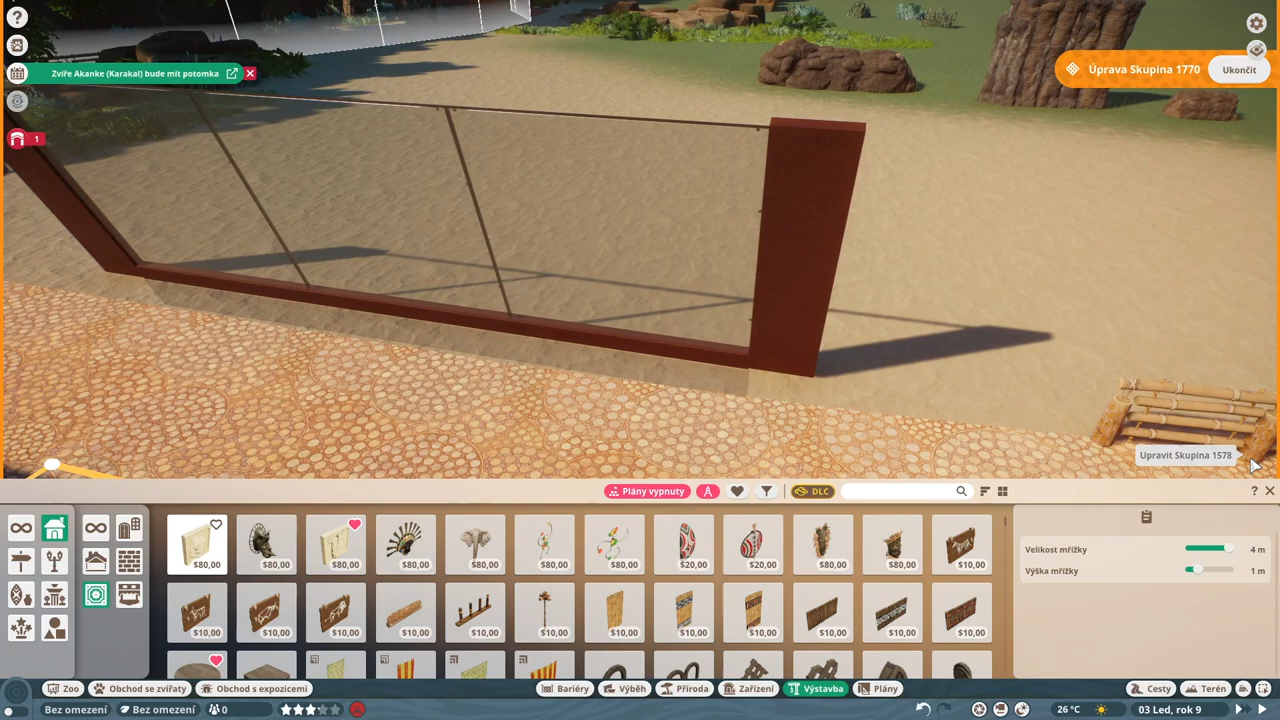 ?
Zvíře Akanke (Karakal) bude mít potomka
1
Úprava Skupina 1770
Ukončit
Upravit Skupina 1578
Plány vypnuty
DLC
?
$80,00 $80,00 $80,00 $80,00 $80,00 $80,00 $80,00 $20,00 $20,00 $80,00 $80,00 $10,00
$10,00 $10,00 $10,00 $10,00 $10,00 $10,00 $10,00 $10,00 $10,00 $10,00 $10,00 $10,00
Velikost mřížky 4 m
Výška mřížky 1 m
Zoo Obchod se zvířaty Obchod s expozicemi Bariéry Výběh Příroda Zařízení Výstavba Plány Cesty Terén
Bez omezení Bez omezení 0 26 °C 03 Led, rok 9